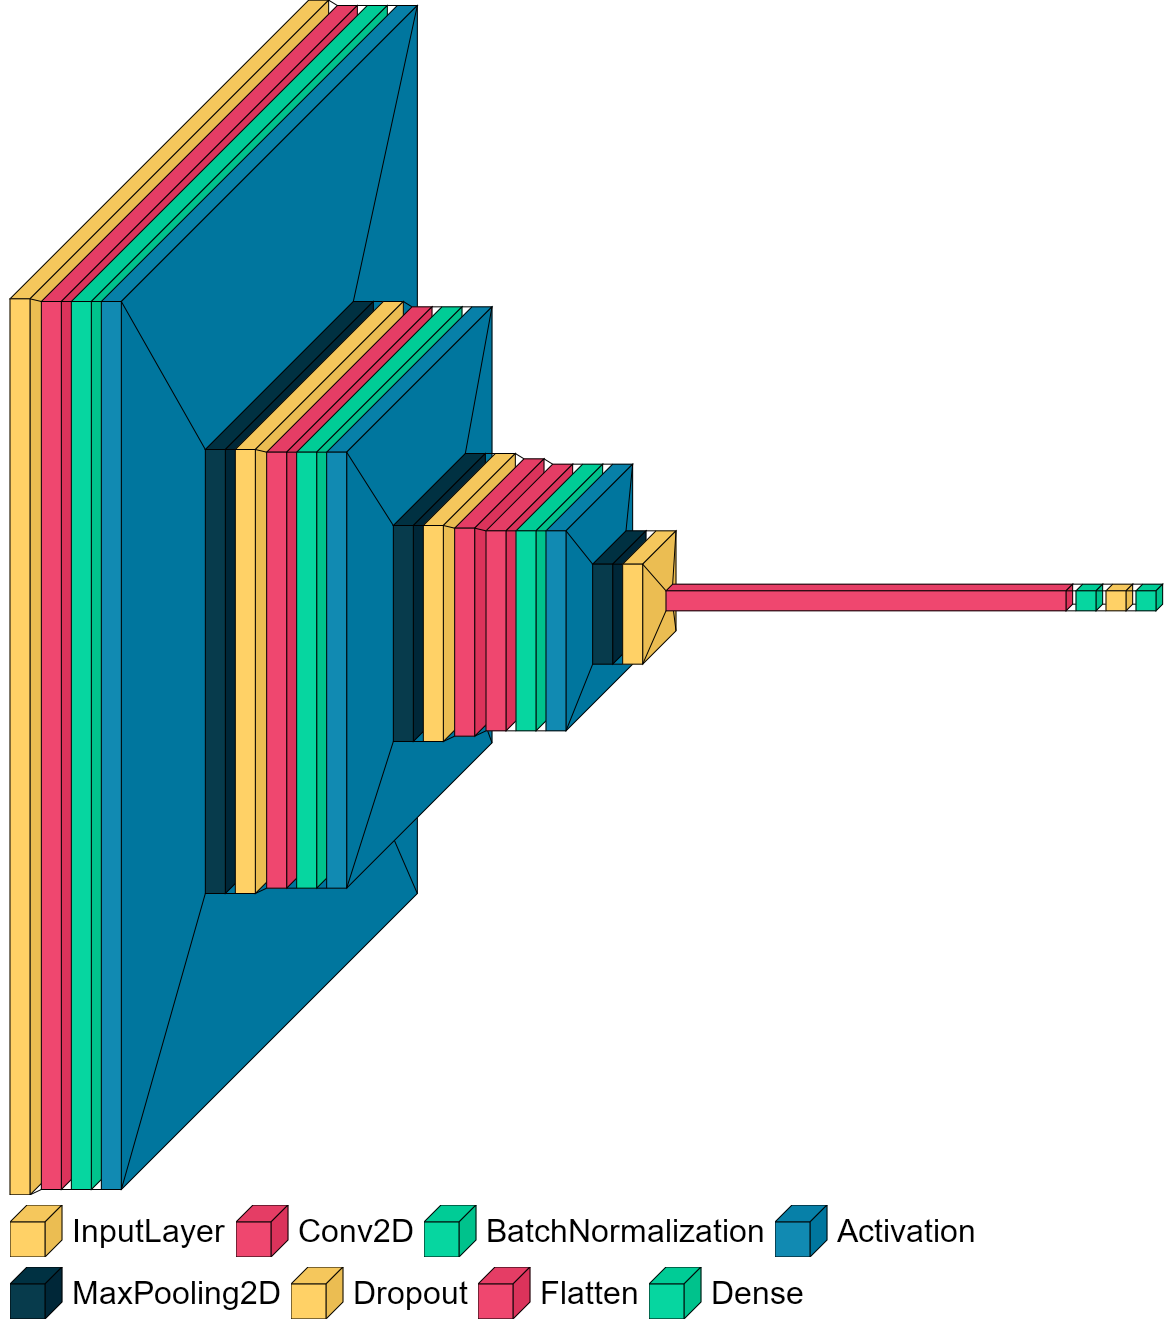 InputLayer Conv2D BatchNormalization Activation
MaxPooling2D Dropout Flatten Dense